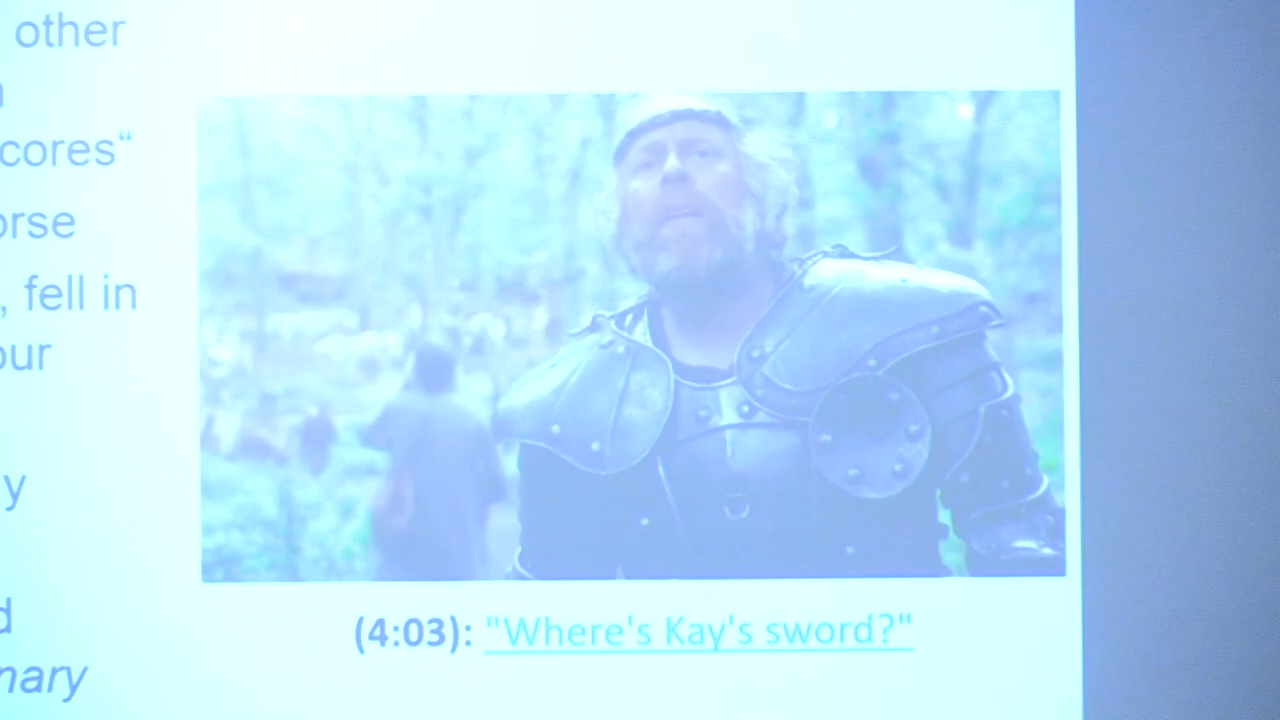 other
cores“
orse
, fell in
our
y
d
nary
(4:03): "Where's Kay's sword?"